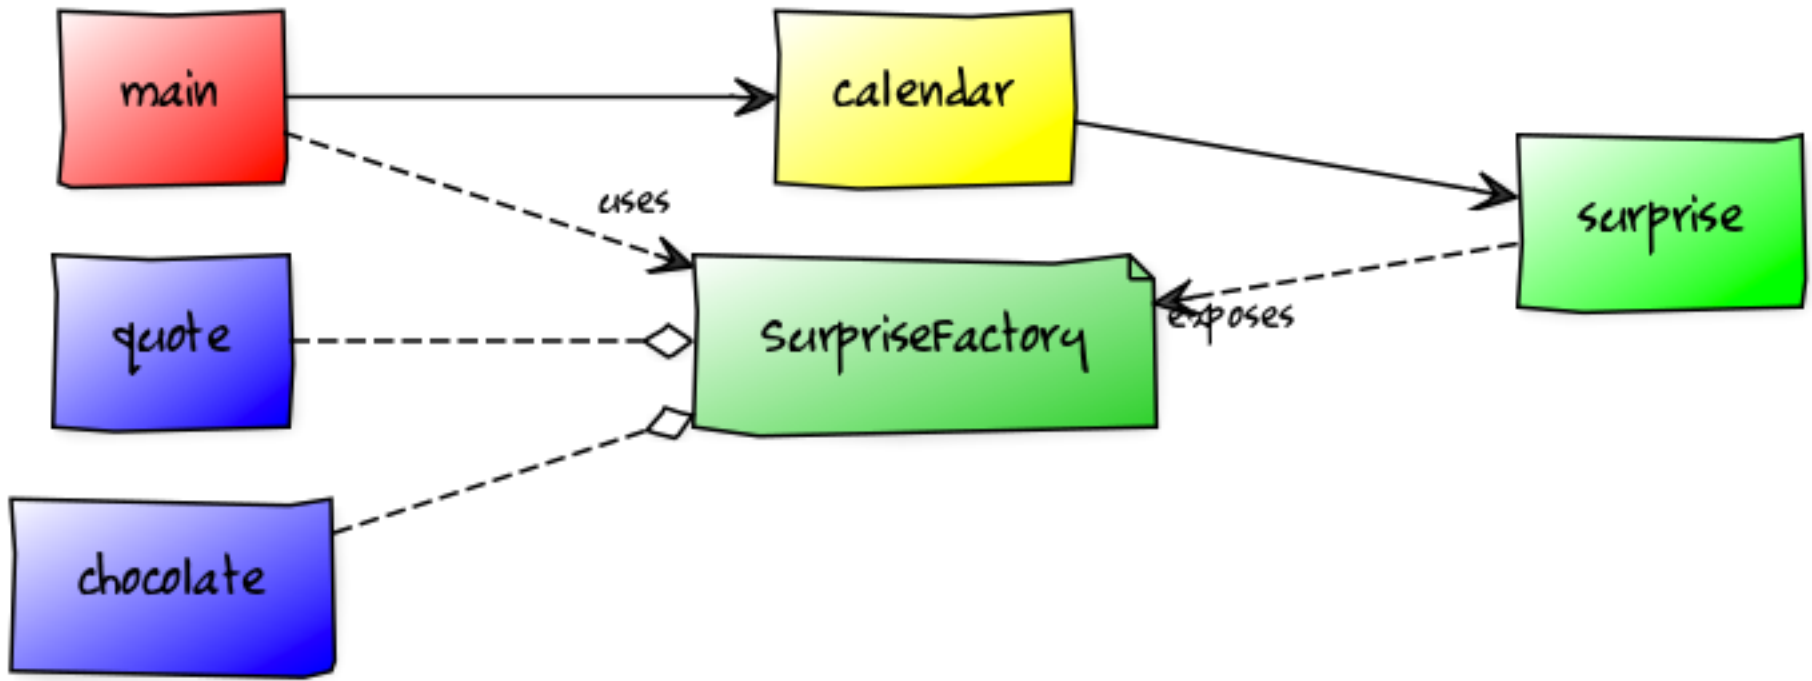 main
calendar
surprise
uses
exposes
quote
SurpriseFactory
chocolate